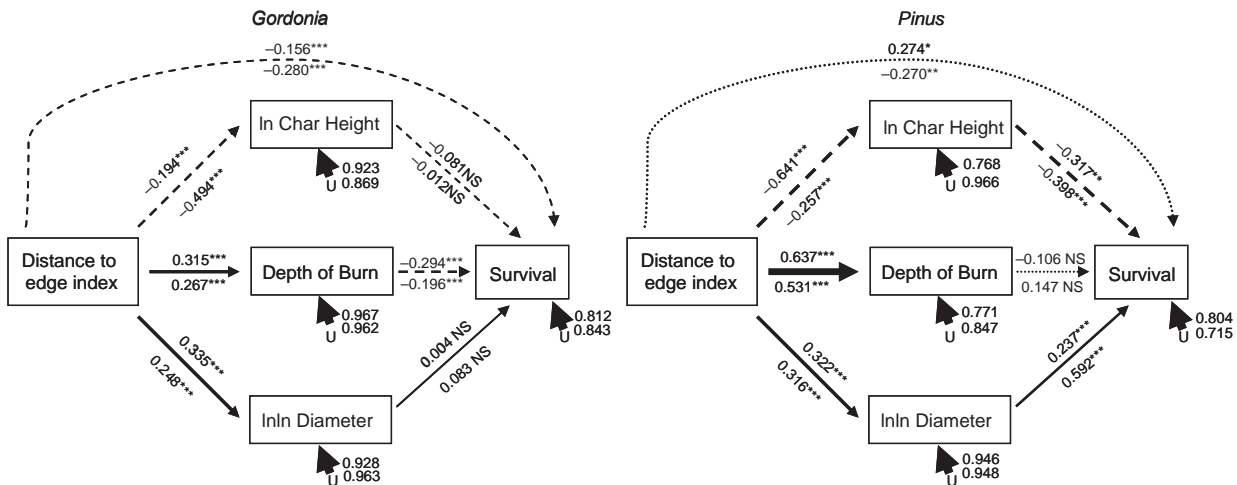 Gordonia
–0.156***
–0.280***
ln Char Height
–0.194***
–0.494***
–0.081NS
–0.012NS
0.923
U 0.869
Distance to
edge index
0.315***
0.267***
Depth of Burn
–0.294***
–0.196***
Survival
0.967
U 0.962
0.812
U 0.843
0.335***
0.248***
0.004 NS
0.083 NS
lnln Diameter
0.928
U 0.963
Pinus
0.274*
–0.270**
ln Char Height
–0.641***
–0.257***
–0.317**
–0.398***
0.768
U 0.966
Distance to
edge index
0.637***
0.531***
Depth of Burn
–0.106 NS
0.147 NS
Survival
0.771
U 0.847
0.804
U 0.715
0.322***
0.316***
0.237***
0.592***
lnln Diameter
0.946
U 0.948